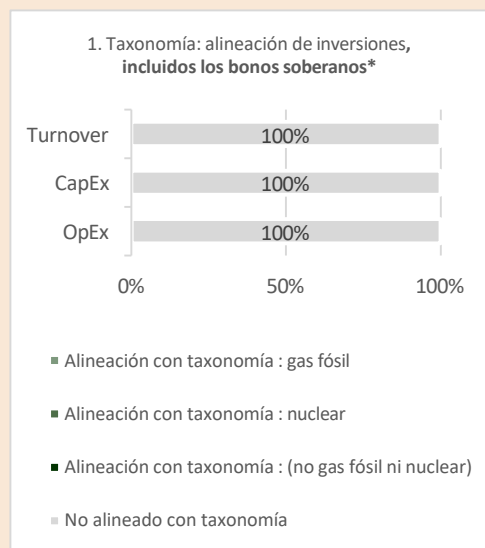 1. Taxonomía: alineación de inversiones,
incluidos los bonos soberanos*
Turnover 100%
CapEx 100%
OpEx 100%
0% 50% 100%
Alineación con taxonomía : gas fósil
Alineación con taxonomía : nuclear
Alineación con taxonomía : (no gas fósil ni nuclear)
No alineado con taxonomía